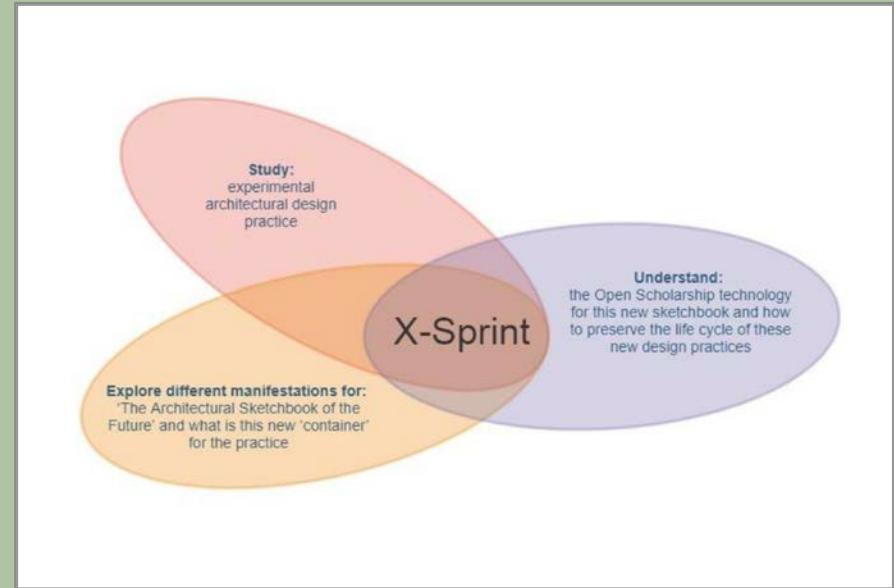 Study:
experimental
architectural design
practice
Understand:
the Open Scholarship technology
for this new sketchbook and how
to preserve the life cycle of these
new design practices
X-Sprint
Explore different manifestations for:
'The Architectural Sketchbook of the
Future' and what is this new 'container'
for the practice